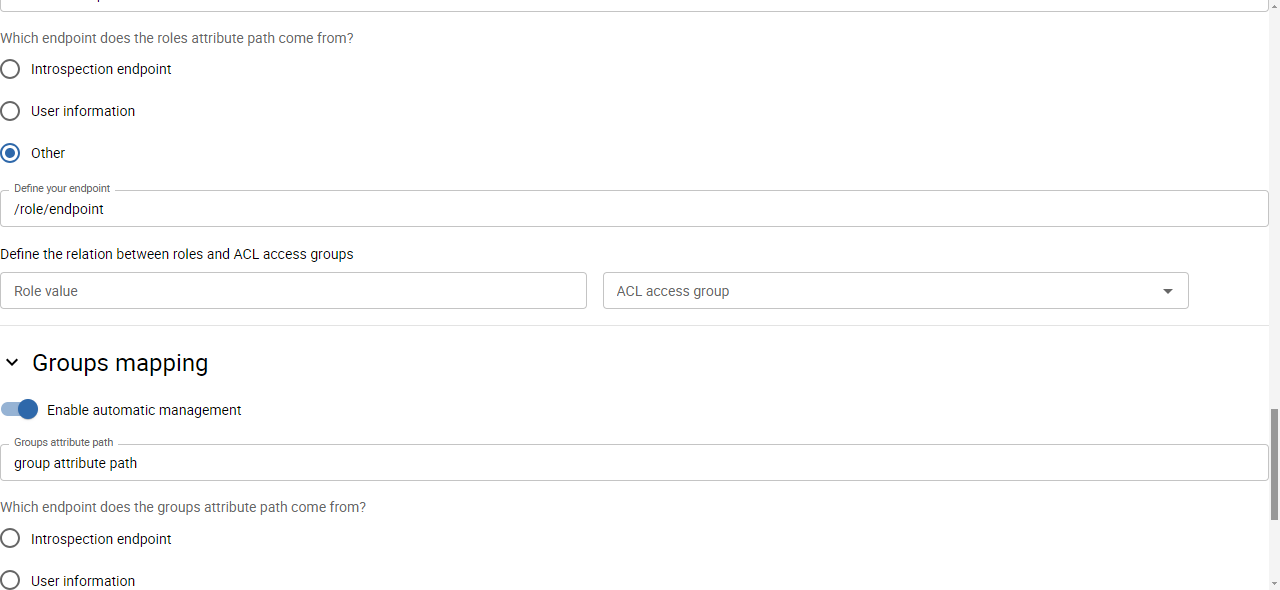 Which endpoint does the roles attribute path come from?
Introspection endpoint
User information
Other
Define your endpoint
/role/endpoint
Define the relation between roles and ACL access groups
Role value
ACL access group
Groups mapping
Enable automatic management
Groups attribute path
group attribute path
Which endpoint does the groups attribute path come from?
Introspection endpoint
User information